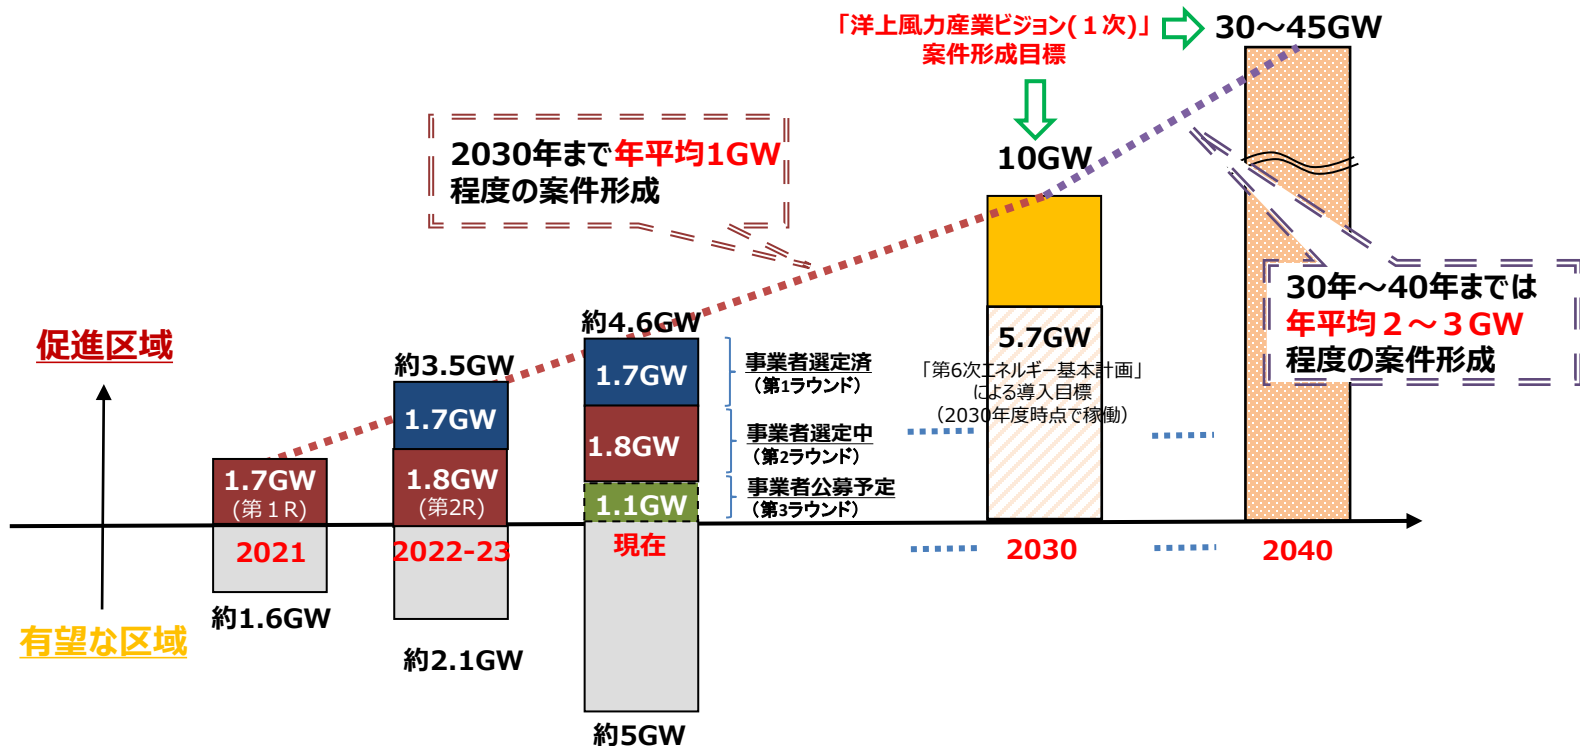 「洋上風力産業ビジョン(１次)」
案件形成目標
30～45GW
10GW
2030年まで年平均1GW
程度の案件形成
30年～40年までは
年平均２～３GW
程度の案件形成
促進区域
有望な区域
1.7GW
(第１R)
2021
約1.6GW
約3.5GW
1.7GW
1.8GW
(第2R)
2022-23
約2.1GW
約4.6GW
1.7GW
1.8GW
1.1GW
現在
約5GW
事業者選定済
（第1ラウンド）
事業者選定中
（第2ラウンド）
事業者公募予定
（第3ラウンド）
5.7GW
「第6次エネルギー基本計画」
による導入目標
（2030年度時点で稼働）
2030
2040